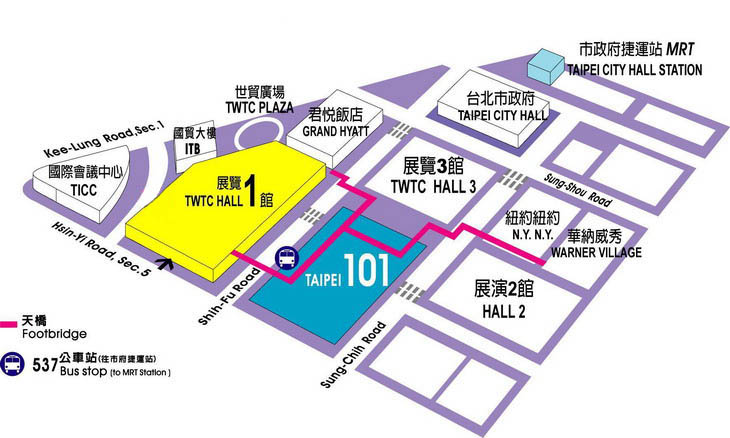 市政府捷運站 MRT
TAIPEI CITY HALL STATION
世貿廣場
TWTC PLAZA
君悅飯店
GRAND HYATT
台北市政府
TAIPEI CITY HALL
Kee-Lung Road, Sec.1
國貿大樓
ITB
國際會議中心
TICC
展覽
TWTC HALL 1 館
展覽3館
TWTC HALL 3
Sung-Shou Road
紐約紐約
N.Y. N.Y.
華納威秀
WARNER VILLAGE
Hsin-Yi Road, Sec.5
Shih-Fu Road
TAIPEI 101
展演2館
HALL 2
Sung-Chih Road
天橋
Footbridge
537 公車站(往市府捷運站)
Bus stop (to MRT Station)